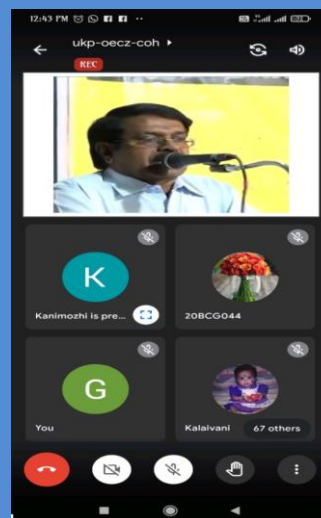 12:43 PM
ukp-oecz-coh
REC
K
Kanimozhi is pre...
20BCG044
G
You
Kalaivani
67 others